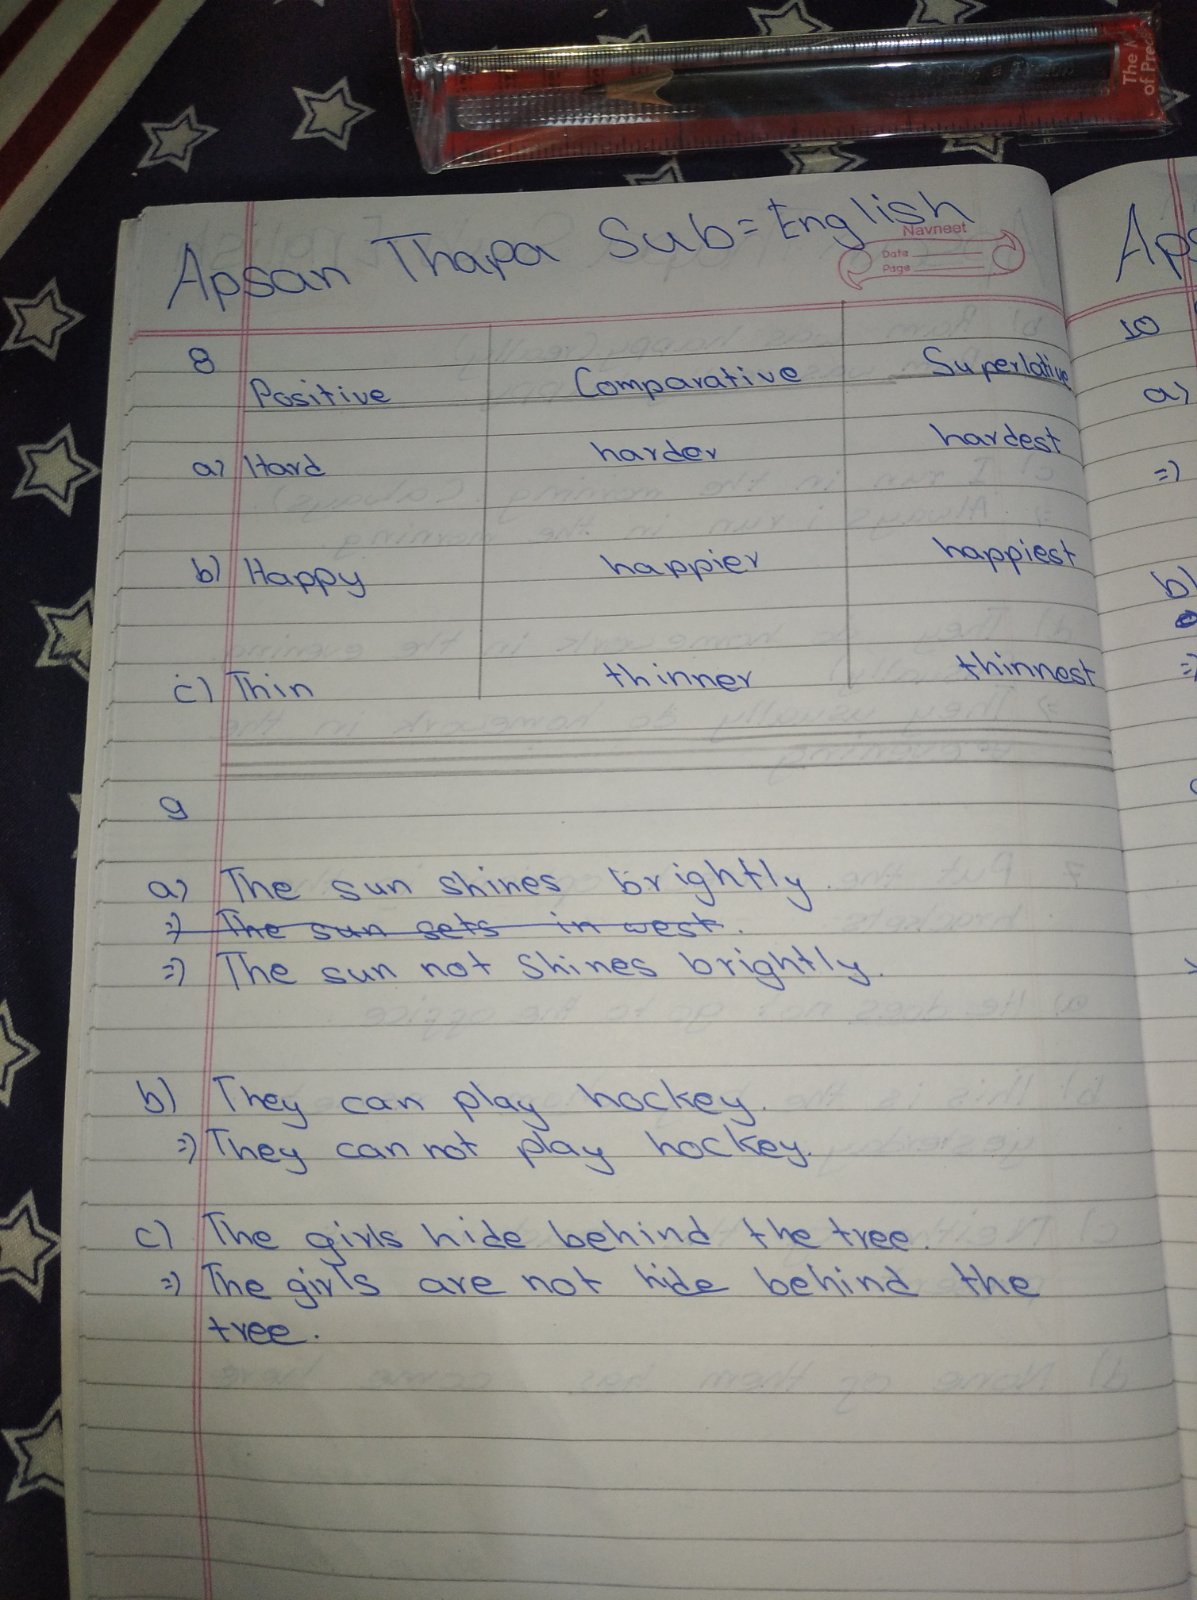 The N
of Pre
Apsan Thapa Sub=English
Navneet
Date
Page
8
Positive Comparative Superlative
a) Hard harder hardest
b) Happy happier happiest
c) Thin thinner thinnest
9
a) The sun shines brightly.
=) The sun sets in west.
=) The sun not Shines brightly.
b) They can play hockey.
=) They can not play hockey.
c) The girls hide behind the tree.
=) The girls are not hide behind the
tree.
Aps
10
a)
=)
b)
=)